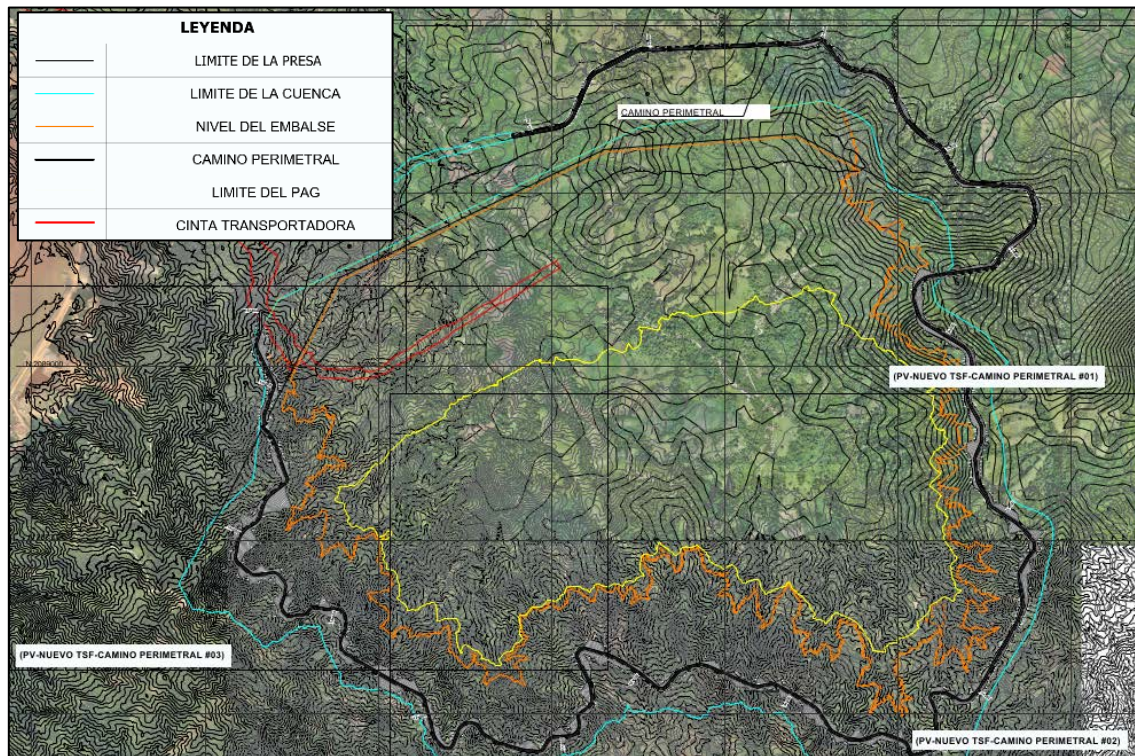 LEYENDA
LIMITE DE LA PRESA
LIMITE DE LA CUENCA
NIVEL DEL EMBALSE
CAMINO PERIMETRAL
LIMITE DEL PAG
CINTA TRANSPORTADORA
CAMINO PERIMETRAL
(PV-NUEVO TSF-CAMINO PERIMETRAL #01)
(PV-NUEVO TSF-CAMINO PERIMETRAL #03)
(PV-NUEVO TSF-CAMINO PERIMETRAL #02)